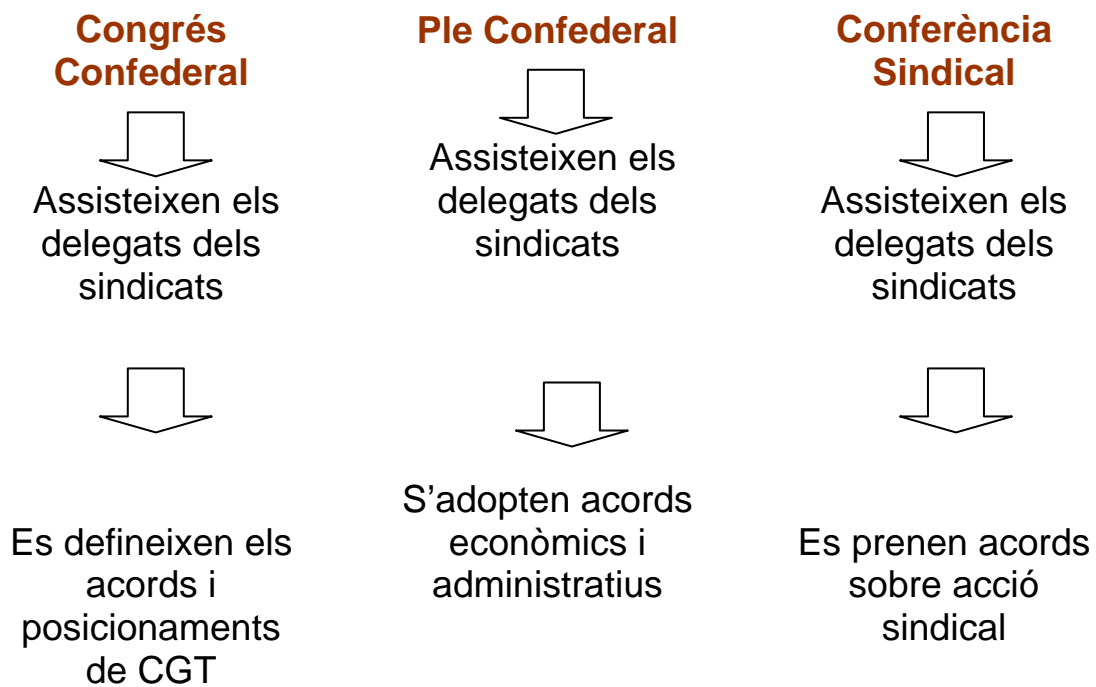 Congrés
Confederal
Assisteixen els
delegats dels
sindicats
Es defineixen els
acords i
posicionaments
de CGT
Ple Confederal
Assisteixen els
delegats dels
sindicats
S’adopten acords
econòmics i
administratius
Conferència
Sindical
Assisteixen els
delegats dels
sindicats
Es prenen acords
sobre acció
sindical